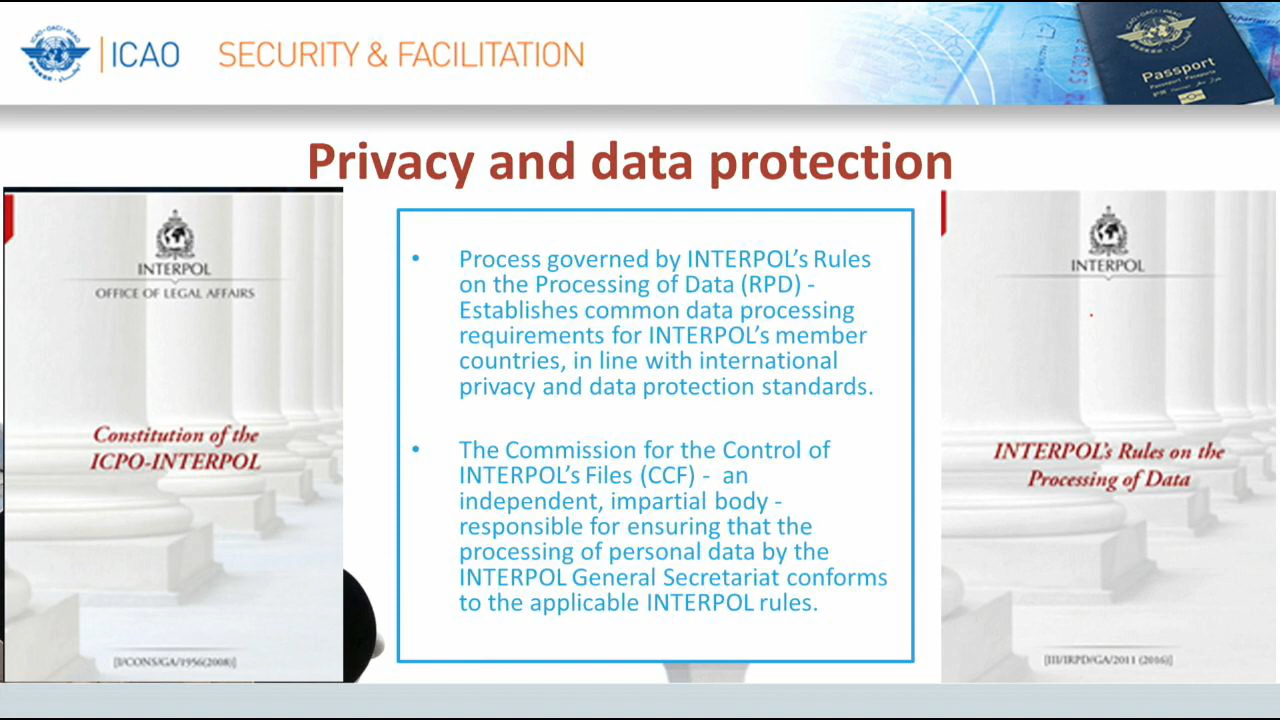 ICAO
SECURITY & FACILITATION
Passport
Privacy and data protection
INTERPOL
OFFICE OF LEGAL AFFAIRS
Constitution of the
ICPO-INTERPOL
[I/CONS/GA/1956(2008)]
• Process governed by INTERPOL’s Rules
on the Processing of Data (RPD) -
Establishes common data processing
requirements for INTERPOL’s member
countries, in line with international
privacy and data protection standards.
• The Commission for the Control of
INTERPOL’s Files (CCF) - an
independent, impartial body -
responsible for ensuring that the
processing of personal data by the
INTERPOL General Secretariat conforms
to the applicable INTERPOL rules.
INTERPOL
INTERPOL’s Rules on the
Processing of Data
[III/IRPD/GA/2011 (2016)]